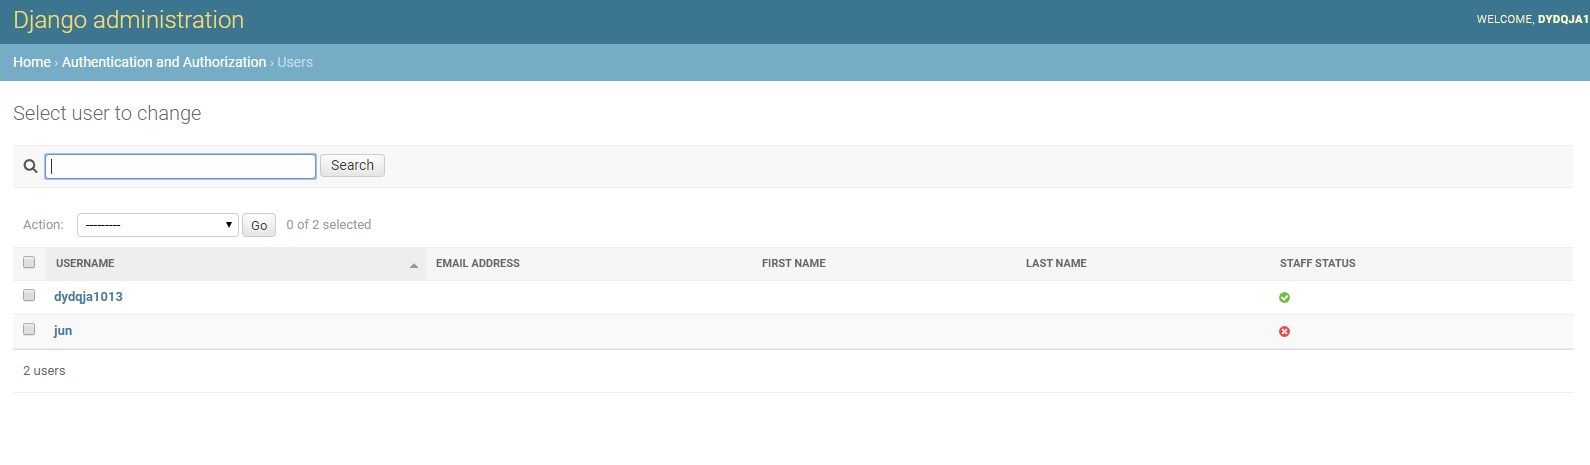 Django administration
WELCOME, DYDQJA1
Home › Authentication and Authorization › Users
Select user to change
Search
Action: --------- Go 0 of 2 selected
USERNAME EMAIL ADDRESS FIRST NAME LAST NAME STAFF STATUS
dydqja1013
jun
2 users